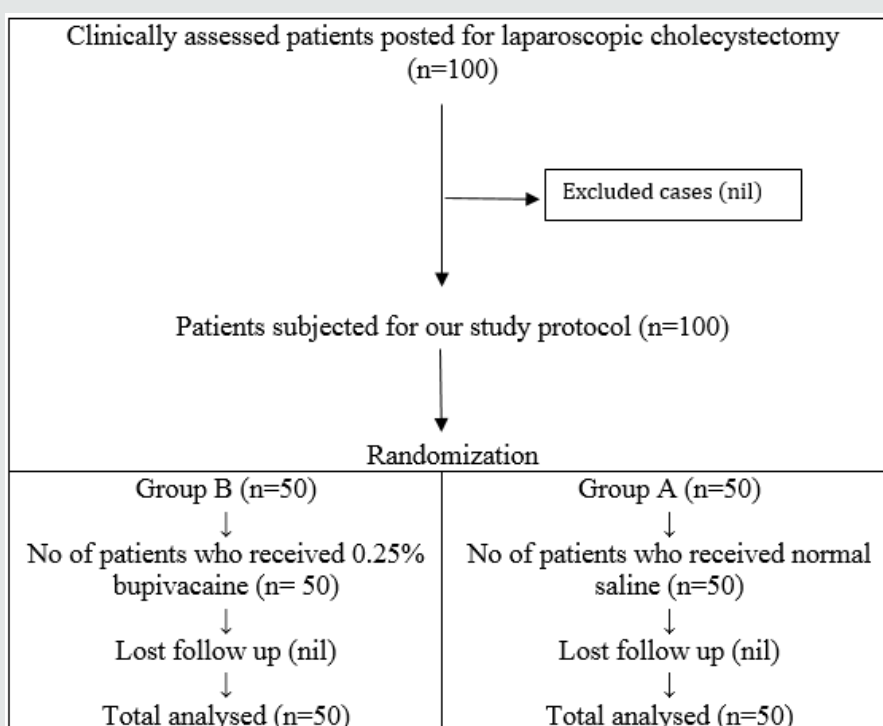 Clinically assessed patients posted for laparoscopic cholecystectomy
(n=100)
Excluded cases (nil)
Patients subjected for our study protocol (n=100)
Randomization
Group B (n=50)
↓
No of patients who received 0.25%
bupivacaine (n= 50)
↓
Lost follow up (nil)
↓
Total analysed (n=50)
Group A (n=50)
↓
No of patients who received normal
saline (n=50)
↓
Lost follow up (nil)
↓
Total analysed (n=50)